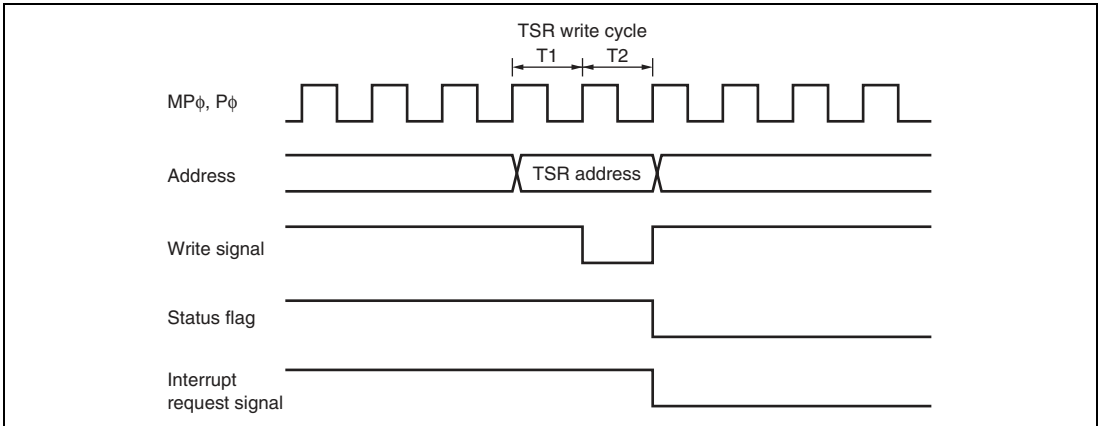 TSR write cycle
T1 T2
MPϕ, Pϕ
Address
TSR address
Write signal
Status flag
Interrupt
request signal